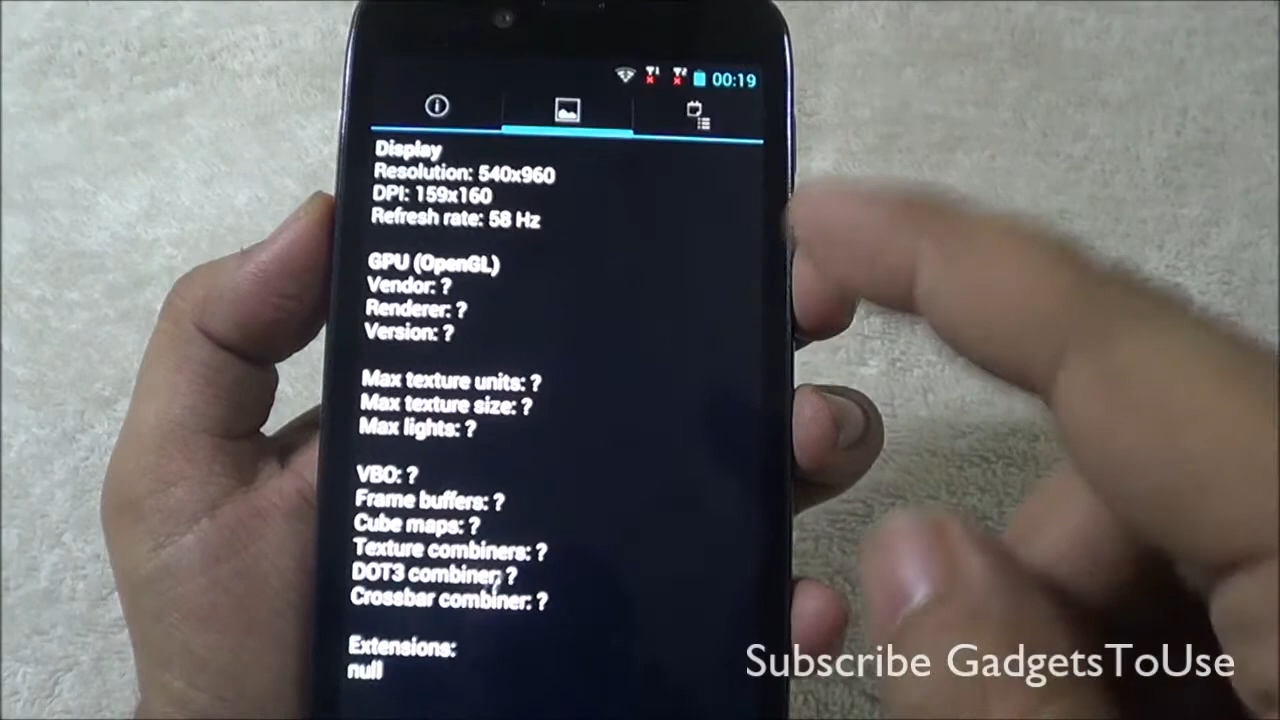 00:19
Display
Resolution: 540x960
DPI: 159x160
Refresh rate: 58 Hz
GPU (OpenGL)
Vendor: ?
Renderer: ?
Version: ?
Max texture units: ?
Max texture size: ?
Max lights: ?
VBO: ?
Frame buffers: ?
Cube maps: ?
Texture combiners: ?
DOT3 combiner: ?
Crossbar combiner: ?
Extensions:
null
Subscribe GadgetsToUse